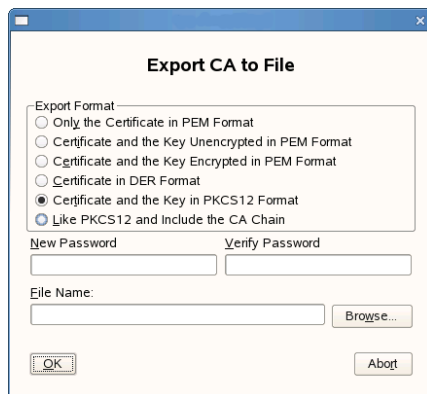 Export CA to File
Export Format
Only the Certificate in PEM Format
Certificate and the Key Unencrypted in PEM Format
Certificate and the Key Encrypted in PEM Format
Certificate in DER Format
Certificate and the Key in PKCS12 Format
Like PKCS12 and Include the CA Chain
New Password Verify Password
File Name:
Browse...
OK Abort